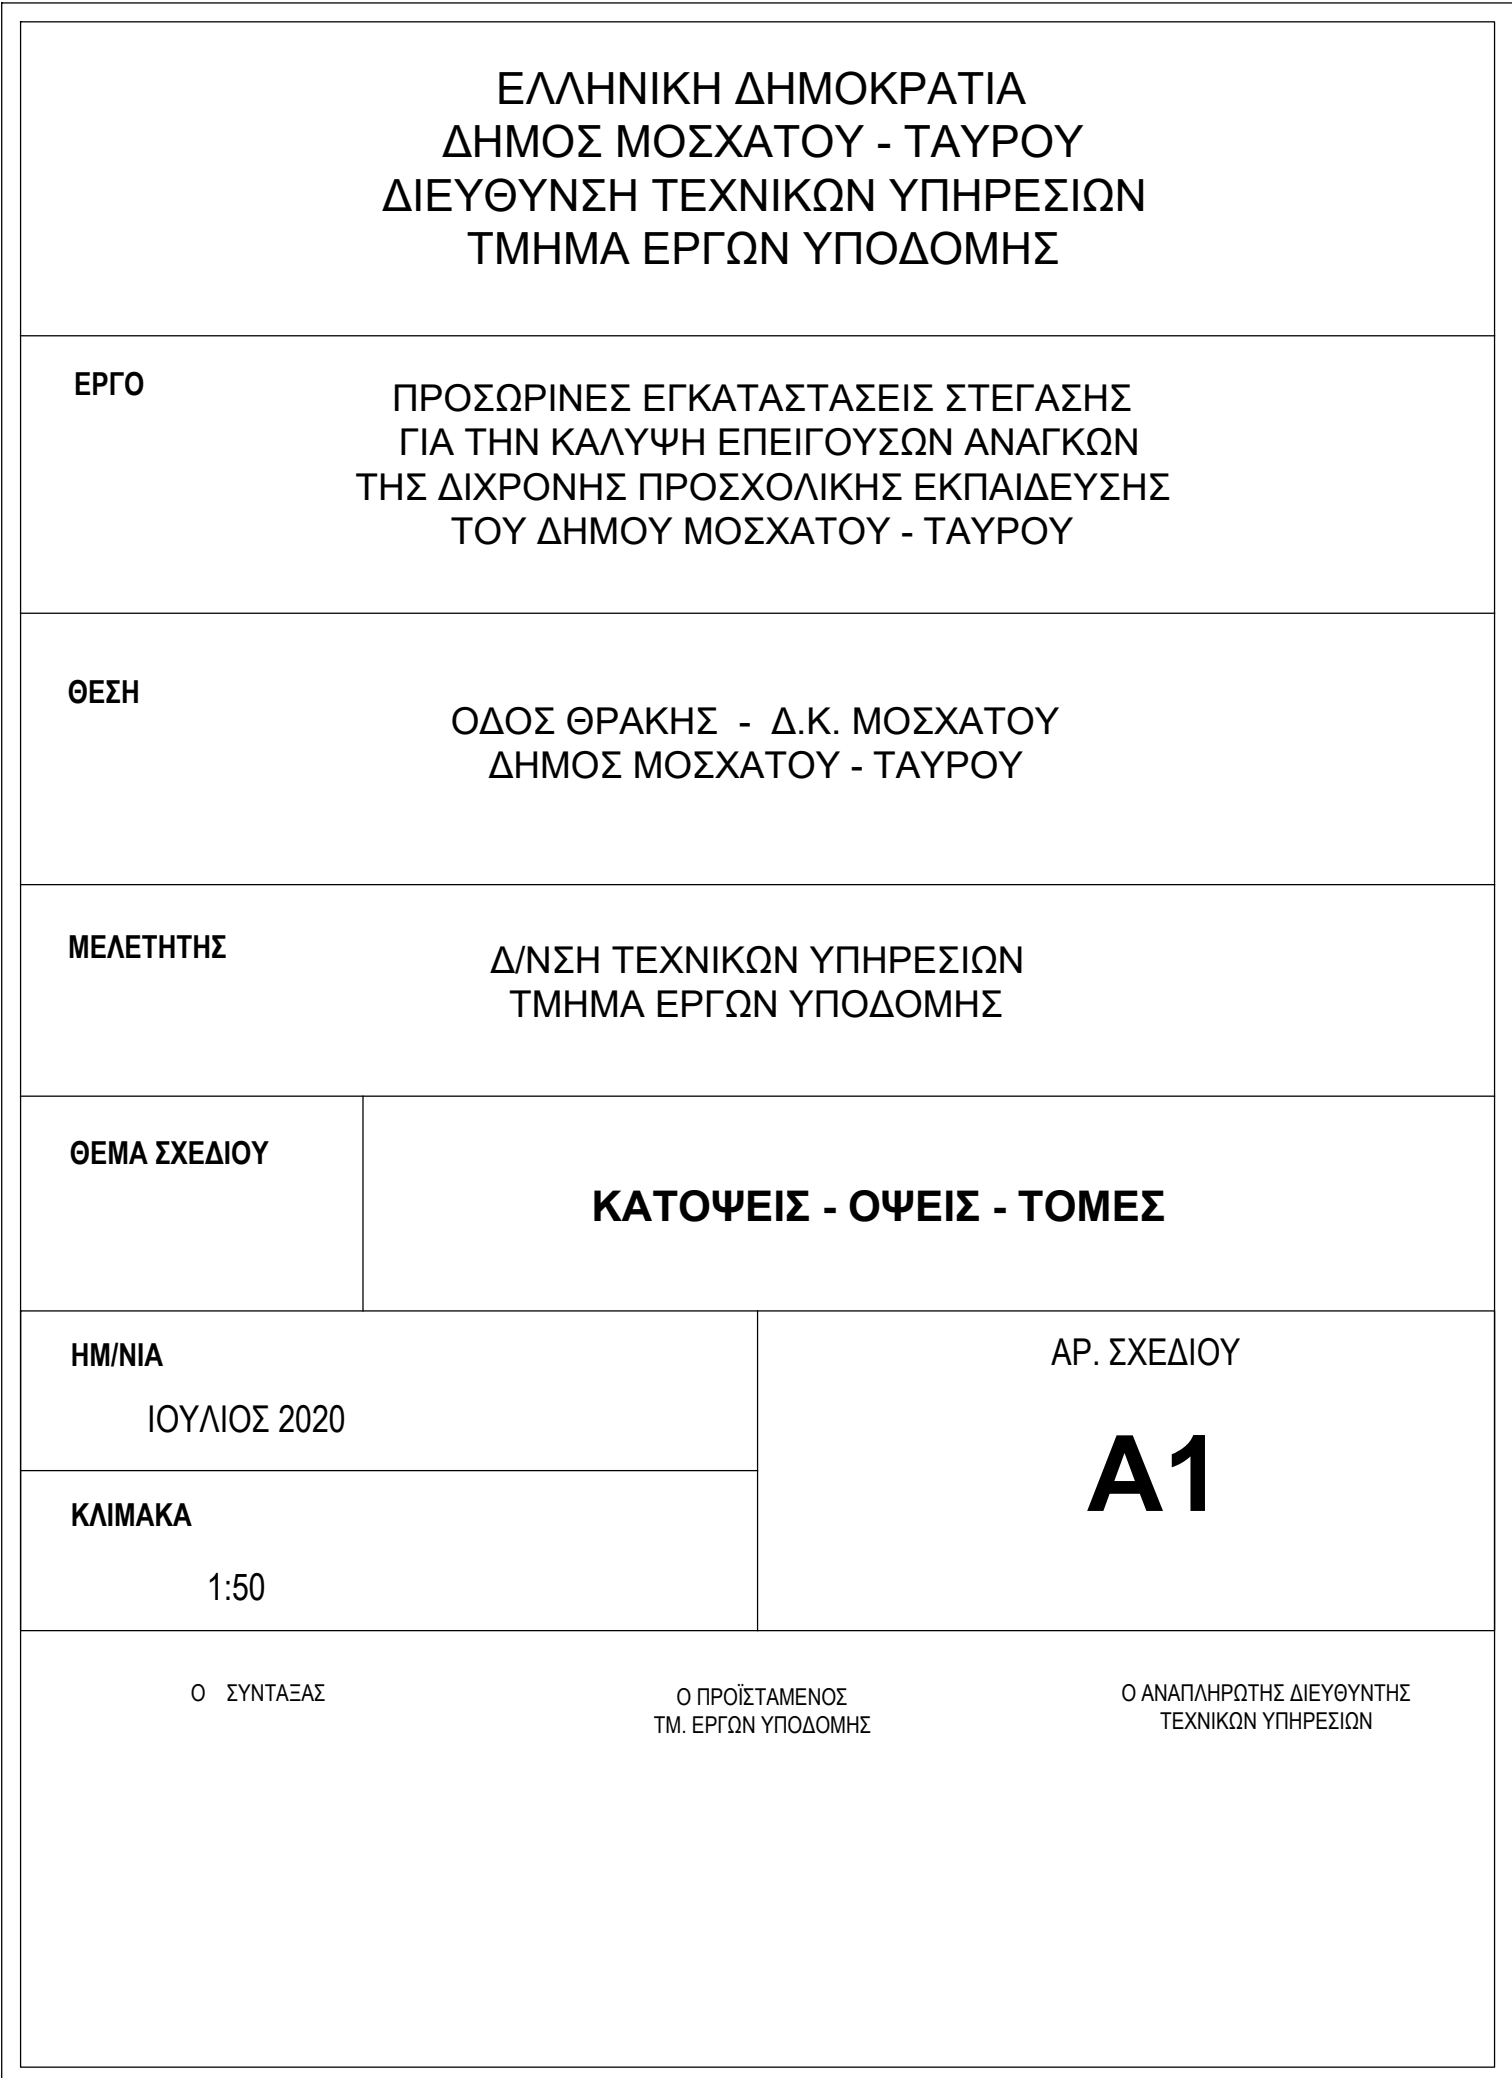 ΕΛΛΗΝΙΚΗ ΔΗΜΟΚΡΑΤΙΑ
ΔΗΜΟΣ ΜΟΣΧΑΤΟΥ - ΤΑΥΡΟΥ
ΔΙΕΥΘΥΝΣΗ ΤΕΧΝΙΚΩΝ ΥΠΗΡΕΣΙΩΝ
ΤΜΗΜΑ ΕΡΓΩΝ ΥΠΟΔΟΜΗΣ
ΕΡΓΟ
ΠΡΟΣΩΡΙΝΕΣ ΕΓΚΑΤΑΣΤΑΣΕΙΣ ΣΤΕΓΑΣΗΣ
ΓΙΑ ΤΗΝ ΚΑΛΥΨΗ ΕΠΕΙΓΟΥΣΩΝ ΑΝΑΓΚΩΝ
ΤΗΣ ΔΙΧΡΟΝΗΣ ΠΡΟΣΧΟΛΙΚΗΣ ΕΚΠΑΙΔΕΥΣΗΣ
ΤΟΥ ΔΗΜΟΥ ΜΟΣΧΑΤΟΥ - ΤΑΥΡΟΥ
ΘΕΣΗ
ΟΔΟΣ ΘΡΑΚΗΣ - Δ.Κ. ΜΟΣΧΑΤΟΥ
ΔΗΜΟΣ ΜΟΣΧΑΤΟΥ - ΤΑΥΡΟΥ
ΜΕΛΕΤΗΤΗΣ
Δ/ΝΣΗ ΤΕΧΝΙΚΩΝ ΥΠΗΡΕΣΙΩΝ
ΤΜΗΜΑ ΕΡΓΩΝ ΥΠΟΔΟΜΗΣ
ΘΕΜΑ ΣΧΕΔΙΟΥ
ΚΑΤΟΨΕΙΣ - ΟΨΕΙΣ - ΤΟΜΕΣ
ΗΜ/ΝΙΑ
ΙΟΥΛΙΟΣ 2020
ΚΛΙΜΑΚΑ
1:50
ΑΡ. ΣΧΕΔΙΟΥ
Α1
Ο ΣΥΝΤΑΞΑΣ
Ο ΠΡΟΪΣΤΑΜΕΝΟΣ
ΤΜ. ΕΡΓΩΝ ΥΠΟΔΟΜΗΣ
Ο ΑΝΑΠΛΗΡΩΤΗΣ ΔΙΕΥΘΥΝΤΗΣ
ΤΕΧΝΙΚΩΝ ΥΠΗΡΕΣΙΩΝ